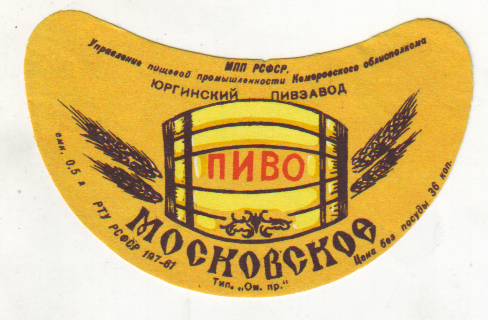 МПП РСФСР.
Управление пищевой промышленности Кемеровского облисполкома
ЮРГИНСКИЙ ПИВЗАВОД
ПИВО
МОСКОВСКОЕ
емк. 0,5 л
РТУ РСФСР 197-61
Цена без посуды 36 коп.
Тип. „Ом. пр."